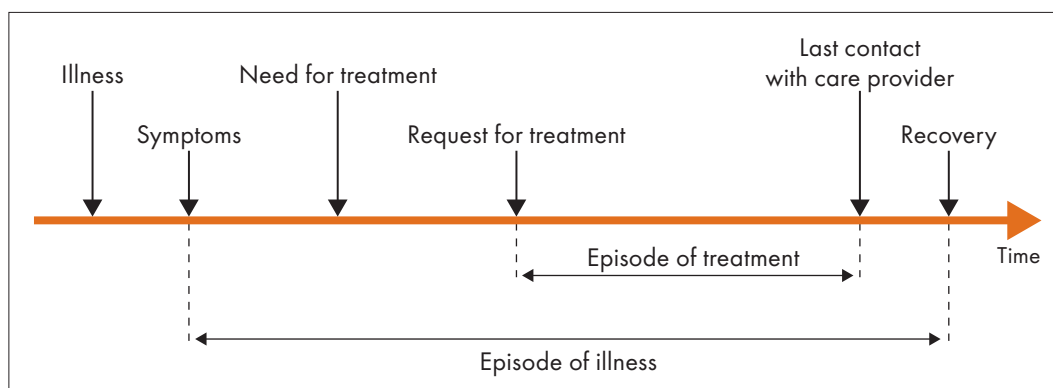 Last contact
Illness
Need for treatment
with care provider
Symptoms
Request for treatment
Recovery
Episode of treatment
Time
Episode of illness